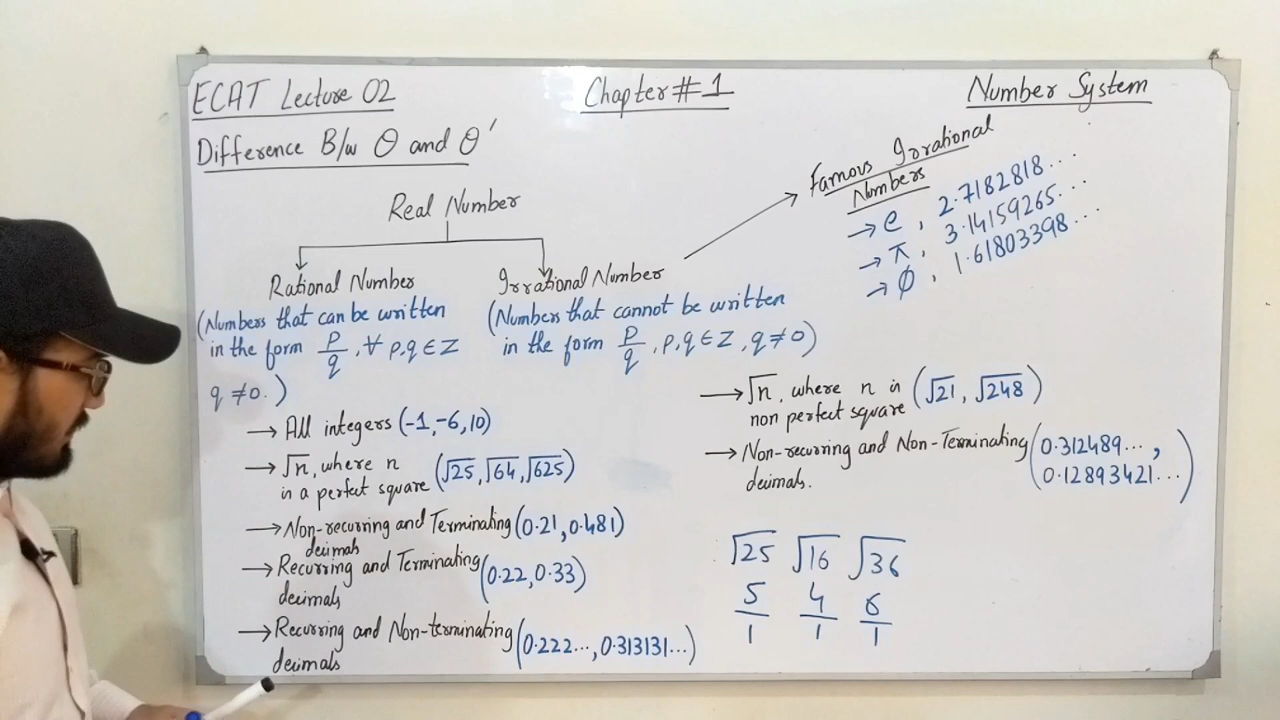 ECAT Lecture 02
Chapter # 1
Number System
Difference B/w Q and Q'
Real Number
Rational Number
(Numbers that can be written
in the form p/q , ∀ p,q ∈ Z
q ≠ 0.)
→ All integers (-1, -6, 10)
→ √n, where n
is a perfect square (√25, √64, √625)
→ Non-recurring and Terminating (0.21, 0.481)
decimals
→ Recurring and Terminating (0.22, 0.33)
decimals
→ Recurring and Non-terminating (0.222..., 0.313131...)
decimals
Irrational Number
(Numbers that cannot be written
in the form p/q , p,q ∈ Z , q ≠ 0)
Famous Irrational
Numbers
→ e , 2.7182818...
→ π , 3.14159265...
→ φ , 1.61803398...
→ √n, where n is (√21, √248)
non perfect square
→ Non-recurring and Non-Terminating (0.312489... ,
decimals. 0.12893421...)
√25 √16 √36
5/1 4/1 6/1